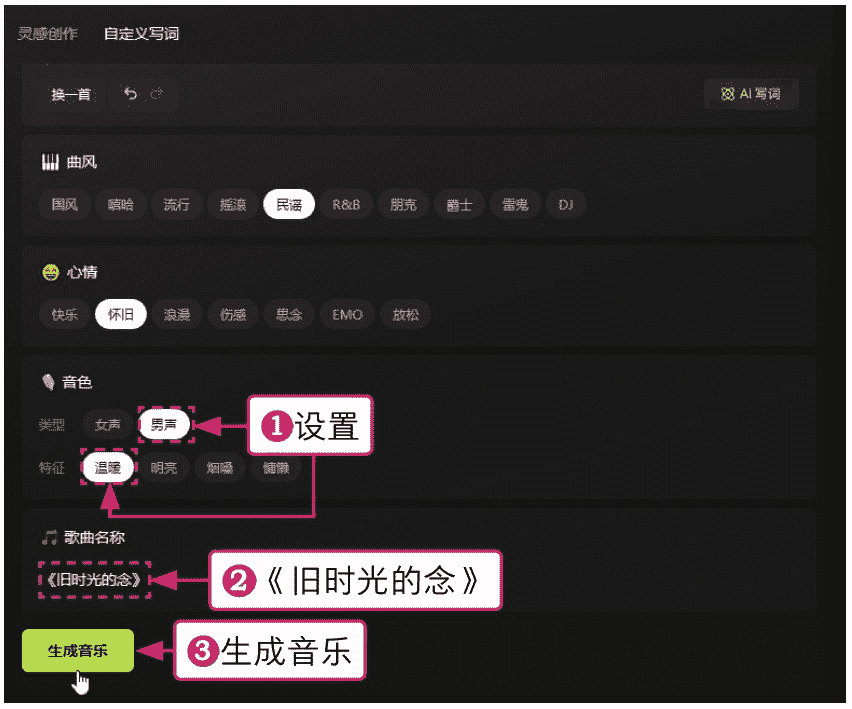 灵感创作 自定义写词
换一首 AI 写词
曲风
国风 嘻哈 流行 摇滚 民谣 R&B 朋克 爵士 雷鬼 DJ
心情
快乐 怀旧 浪漫 伤感 思念 EMO 放松
音色
类型 女声 男声 ❶设置
特征 温暖 明亮 烟嗓 慵懒
歌曲名称
《旧时光的念》 ❷《旧时光的念》
生成音乐 ❸生成音乐